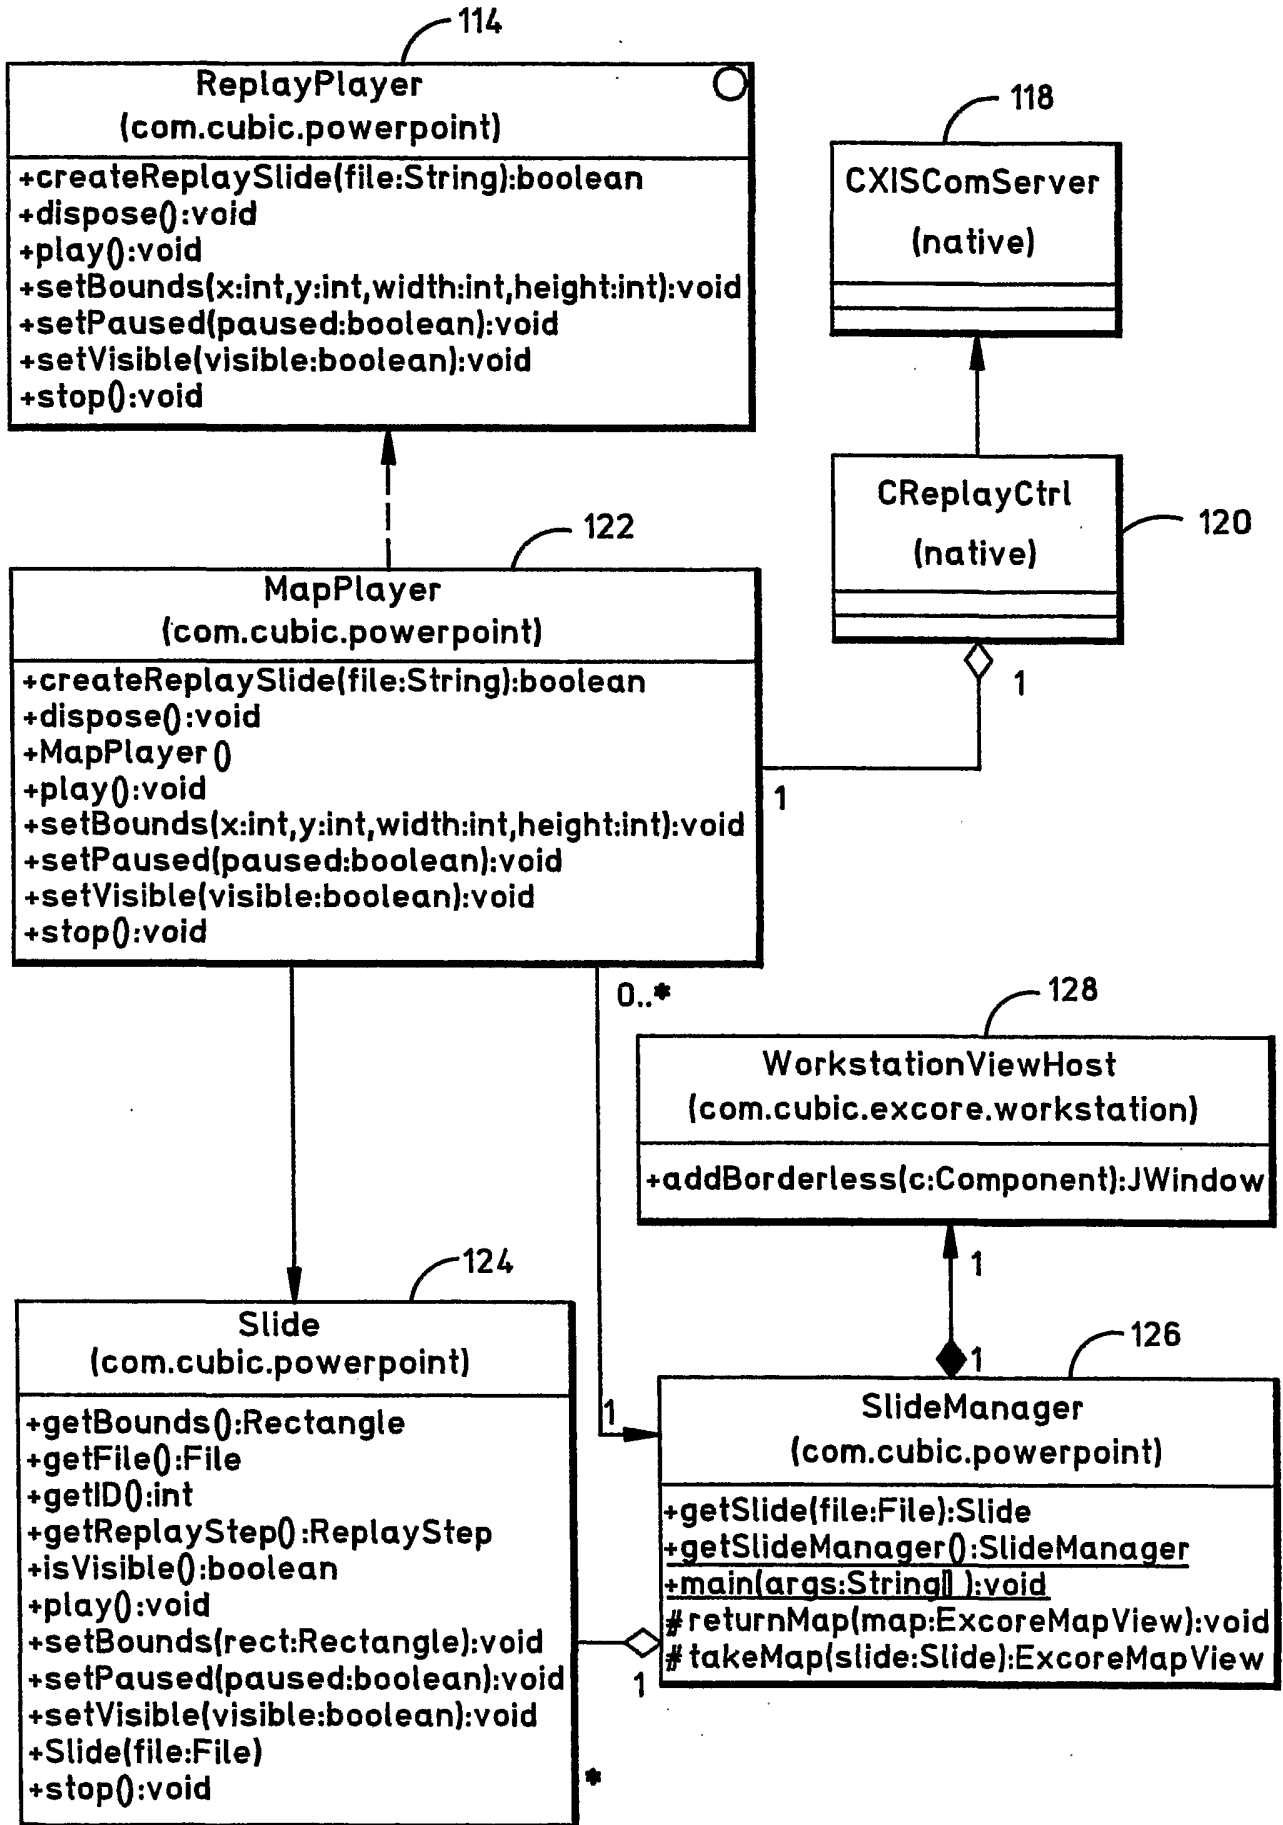 114
ReplayPlayer
(com.cubic.powerpoint)
+createReplaySlide(file:String):boolean
+dispose():void
+play():void
+setBounds(x:int,y:int,width:int,height:int):void
+setPaused(paused:boolean):void
+setVisible(visible:boolean):void
+stop():void
118
CXISComServer
(native)
CReplayCtrl
(native)
120
1
122
MapPlayer
(com.cubic.powerpoint)
+createReplaySlide(file:String):boolean
+dispose():void
+MapPlayer()
+play():void
+setBounds(x:int,y:int,width:int,height:int):void
+setPaused(paused:boolean):void
+setVisible(visible:boolean):void
+stop():void
1
0..*
128
WorkstationViewHost
(com.cubic.excore.workstation)
+addBorderless(c:Component):JWindow
1
1
124
Slide
(com.cubic.powerpoint)
+getBounds():Rectangle
+getFile():File
+getID():int
+getReplayStep():ReplayStep
+isVisible():boolean
+play():void
+setBounds(rect:Rectangle):void
+setPaused(paused:boolean):void
+setVisible(visible:boolean):void
+Slide(file:File)
+stop():void
*
1
126
1
SlideManager
(com.cubic.powerpoint)
+getSlide(file:File):Slide
+getSlideManager():SlideManager
+main(args:String[] ):void
#returnMap(map:ExcoreMapView):void
#takeMap(slide:Slide):ExcoreMapView